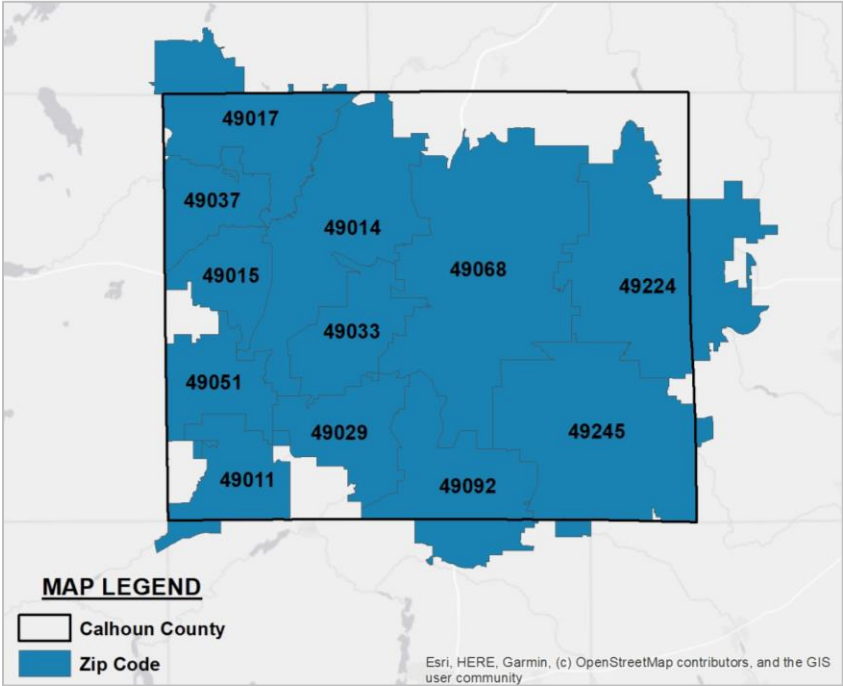 49017
49037
49014
49015
49068
49224
49033
49051
49029
49245
49011
49092
MAP LEGEND
Calhoun County
Zip Code
Esri, HERE, Garmin, (c) OpenStreetMap contributors, and the GIS
user community